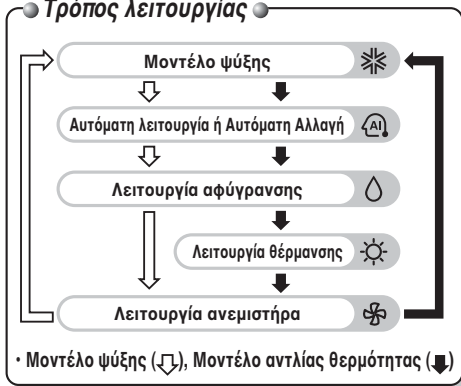 Τρόπος λειτουργίας
Μοντέλο ψύξης
Αυτόματη λειτουργία ή Αυτόματη Αλλαγή
AI
Λειτουργία αφύγρανσης
Λειτουργία θέρμανσης
Λειτουργία ανεμιστήρα
· Μοντέλο ψύξης (⇩), Μοντέλο αντλίας θερμότητας (⬇)